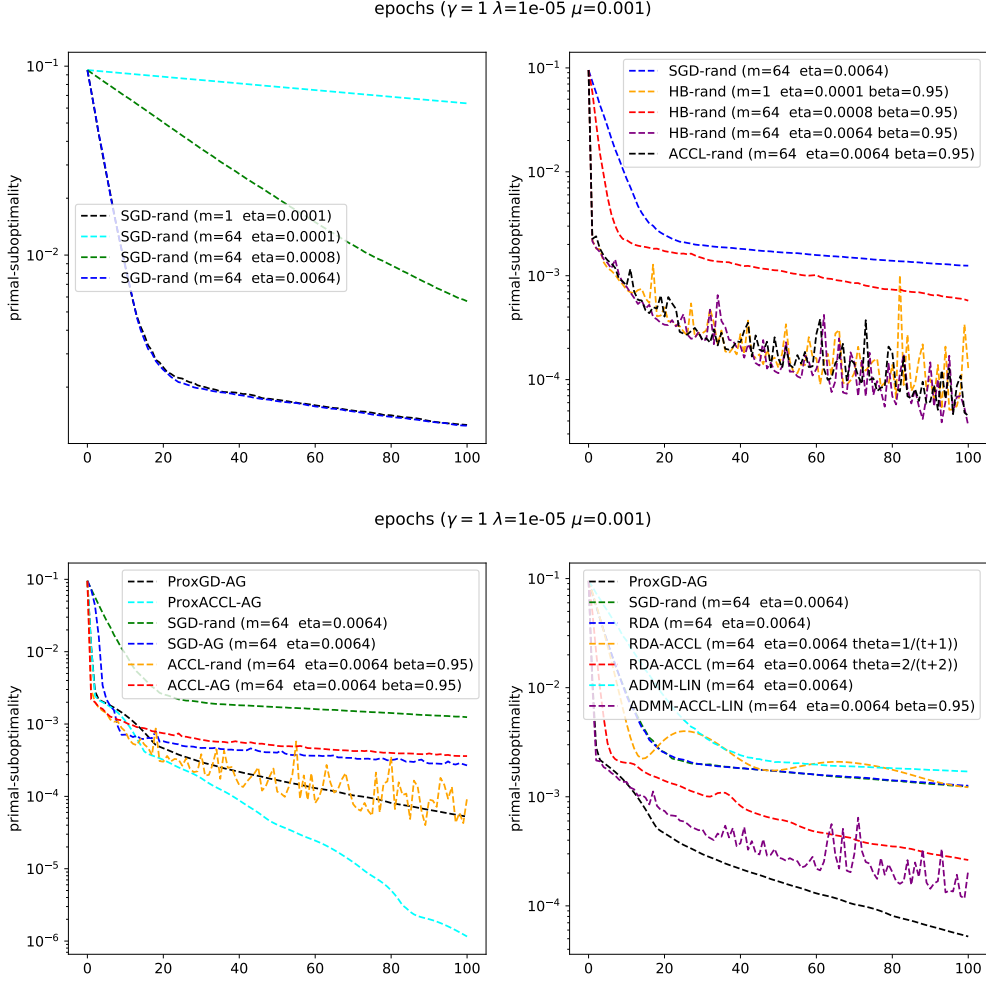 epochs (γ = 1 λ=1e-05 μ=0.001)
10⁻¹
10⁻²
primal-suboptimality
SGD-rand (m=1 eta=0.0001)
SGD-rand (m=64 eta=0.0001)
SGD-rand (m=64 eta=0.0008)
SGD-rand (m=64 eta=0.0064)
0 20 40 60 80 100
10⁻¹
10⁻²
10⁻³
10⁻⁴
primal-suboptimality
SGD-rand (m=64 eta=0.0064)
HB-rand (m=1 eta=0.0001 beta=0.95)
HB-rand (m=64 eta=0.0008 beta=0.95)
HB-rand (m=64 eta=0.0064 beta=0.95)
ACCL-rand (m=64 eta=0.0064 beta=0.95)
0 20 40 60 80 100
epochs (γ = 1 λ=1e-05 μ=0.001)
10⁻¹
10⁻²
10⁻³
10⁻⁴
10⁻⁵
10⁻⁶
primal-suboptimality
ProxGD-AG
ProxACCL-AG
SGD-rand (m=64 eta=0.0064)
SGD-AG (m=64 eta=0.0064)
ACCL-rand (m=64 eta=0.0064 beta=0.95)
ACCL-AG (m=64 eta=0.0064 beta=0.95)
0 20 40 60 80 100
10⁻¹
10⁻²
10⁻³
10⁻⁴
primal-suboptimality
ProxGD-AG
SGD-rand (m=64 eta=0.0064)
RDA (m=64 eta=0.0064)
RDA-ACCL (m=64 eta=0.0064 theta=1/(t+1))
RDA-ACCL (m=64 eta=0.0064 theta=2/(t+2))
ADMM-LIN (m=64 eta=0.0064)
ADMM-ACCL-LIN (m=64 eta=0.0064 beta=0.95)
0 20 40 60 80 100